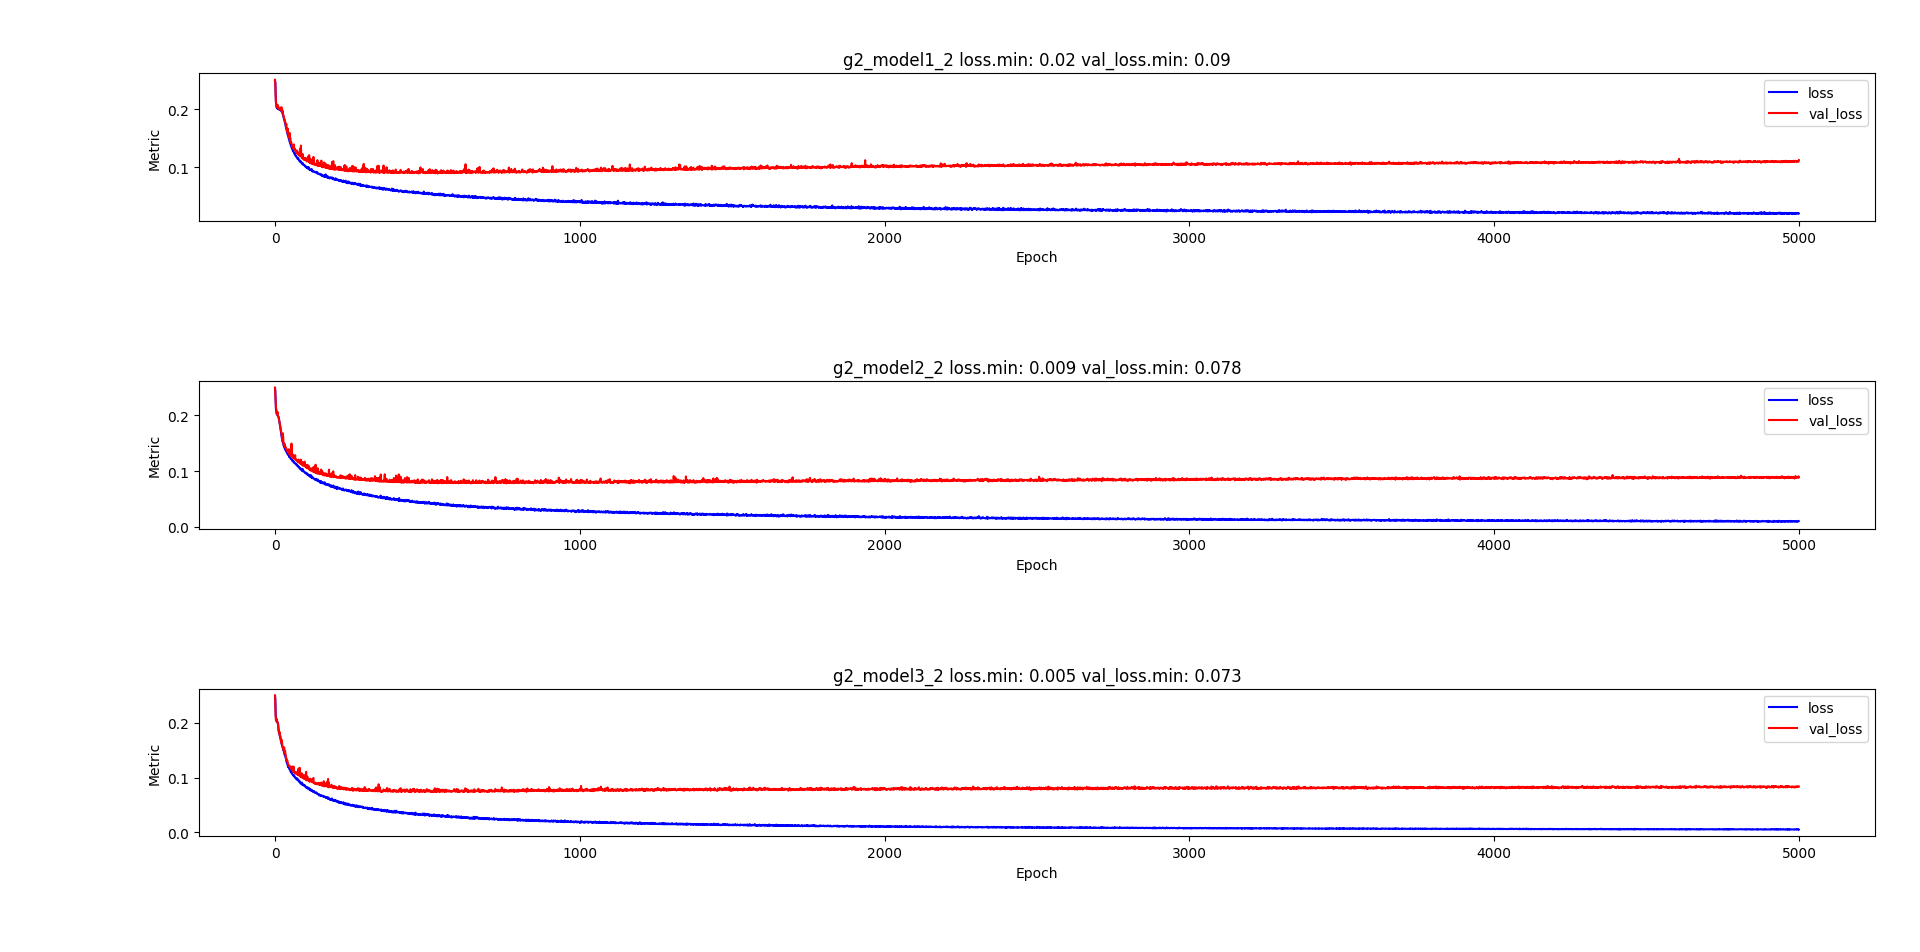 g2_model1_2 loss.min: 0.02 val_loss.min: 0.09
0.2
0.1
Metric
loss
val_loss
0 1000 2000 3000 4000 5000
Epoch
g2_model2_2 loss.min: 0.009 val_loss.min: 0.078
0.2
0.1
0.0
Metric
loss
val_loss
0 1000 2000 3000 4000 5000
Epoch
g2_model3_2 loss.min: 0.005 val_loss.min: 0.073
0.2
0.1
0.0
Metric
loss
val_loss
0 1000 2000 3000 4000 5000
Epoch